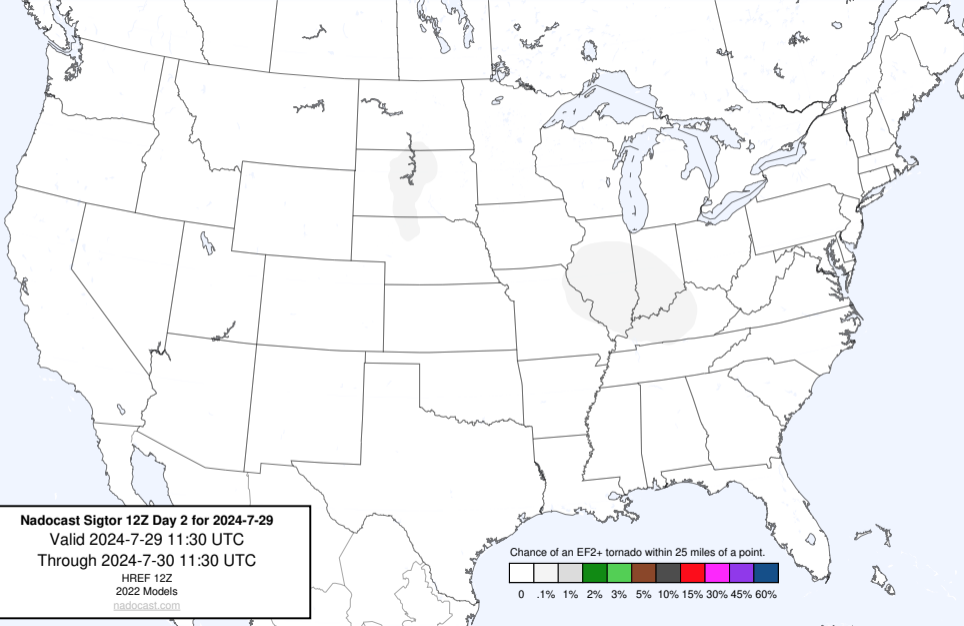 Nadocast Sigtor 12Z Day 2 for 2024-7-29
Valid 2024-7-29 11:30 UTC
Through 2024-7-30 11:30 UTC
HREF 12Z
2022 Models
nadocast.com
Chance of an EF2+ tornado within 25 miles of a point.
0 .1% 1% 2% 3% 5% 10% 15% 30% 45% 60%